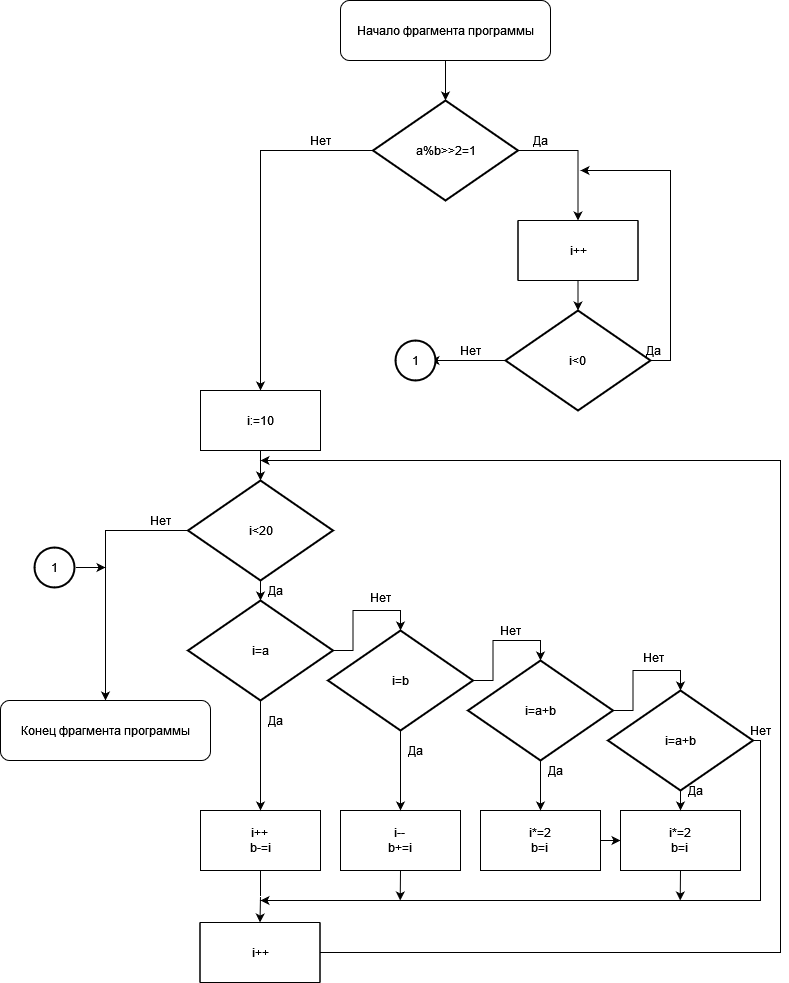 Начало фрагмента программы
a%b>>2=1
Нет
Да
i++
i<0
Нет
Да
1
i:=10
i<20
Нет
Да
1
i=a
Нет
Да
i=b
Нет
Да
i=a+b
Нет
Да
i=a+b
Нет
Да
Конец фрагмента программы
i++
b-=i
i--
b+=i
i*=2
b=i
i*=2
b=i
i++